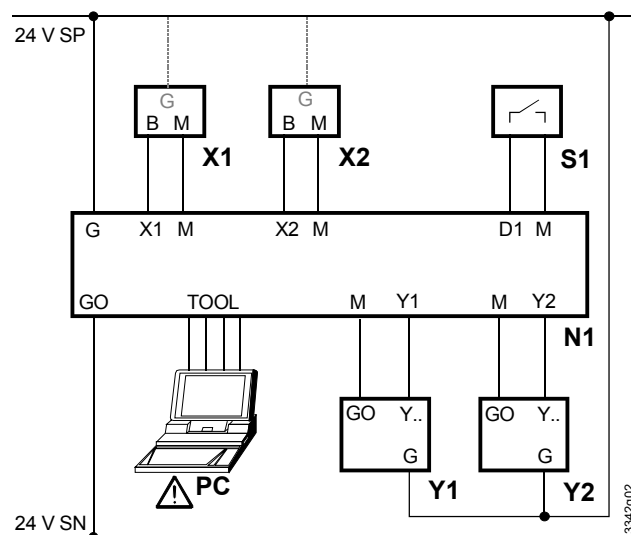 24 V SP
G G
B M B M
X1 X2 S1
G X1 M X2 M D1 M
GO TOOL M Y1 M Y2
N1
GO Y.. GO Y..
G G
PC Y1 Y2
24 V SN
3342a02